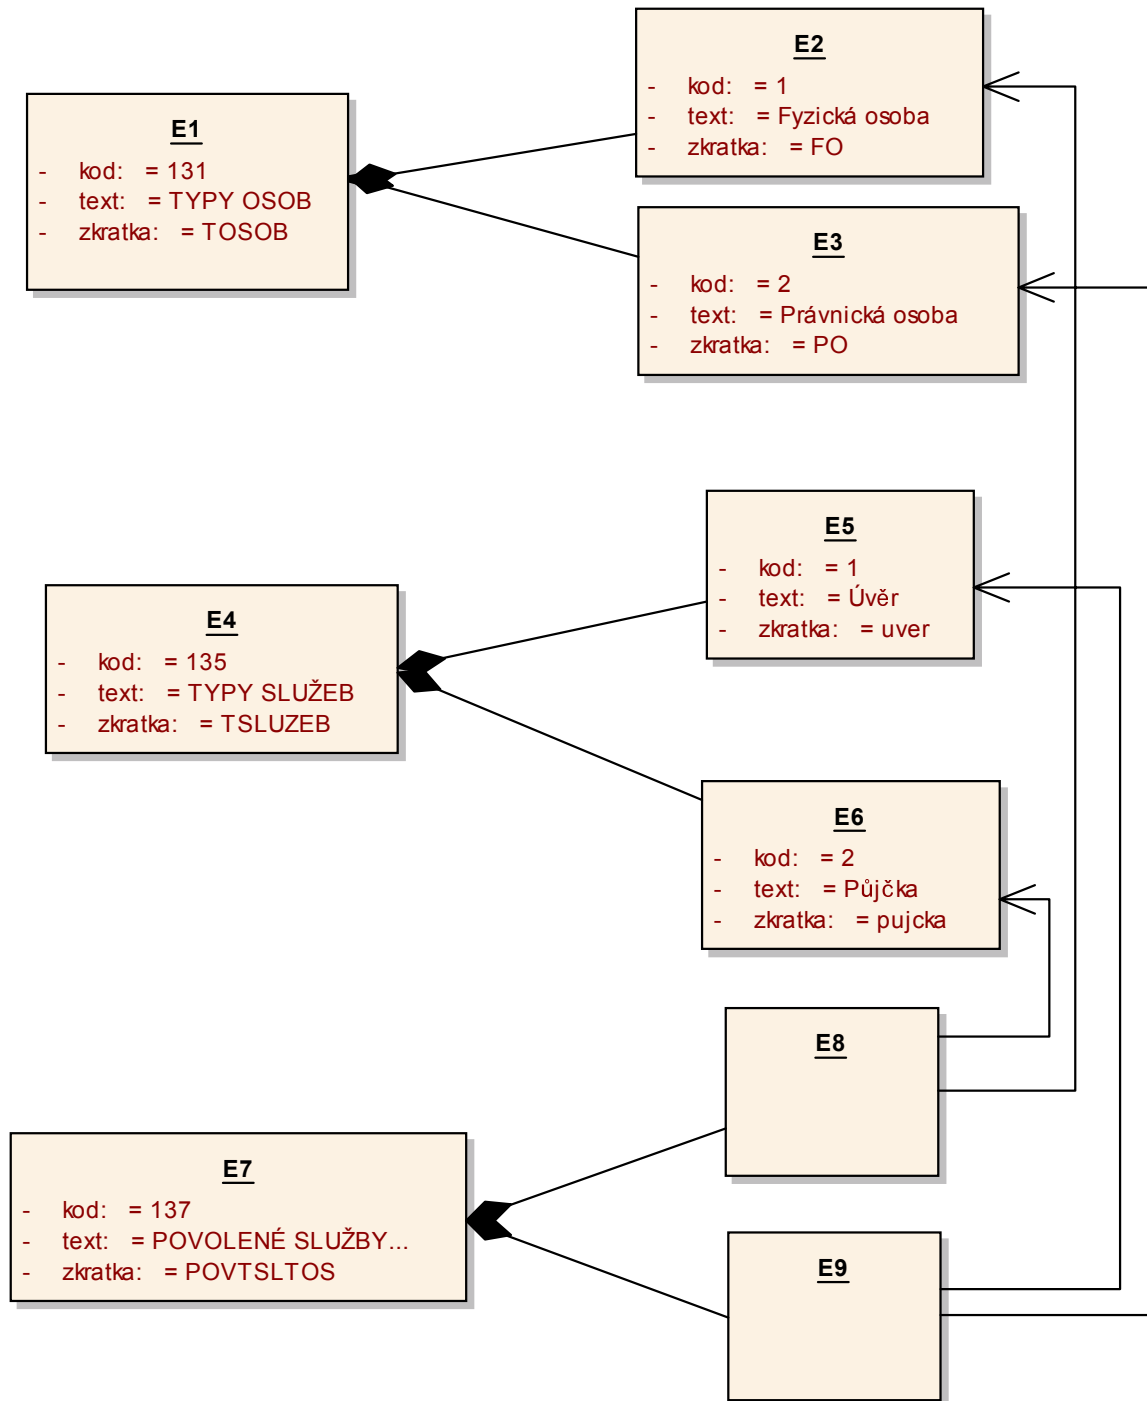 E2
- kod: = 1
- text: = Fyzická osoba
- zkratka: = FO
E1
- kod: = 131
- text: = TYPY OSOB
- zkratka: = TOSOB
E3
- kod: = 2
- text: = Právnická osoba
- zkratka: = PO
E5
- kod: = 1
- text: = Úvěr
- zkratka: = uver
E4
- kod: = 135
- text: = TYPY SLUŽEB
- zkratka: = TSLUZEB
E6
- kod: = 2
- text: = Půjčka
- zkratka: = pujcka
E8
E7
- kod: = 137
- text: = POVOLENÉ SLUŽBY...
- zkratka: = POVTSLTOS
E9